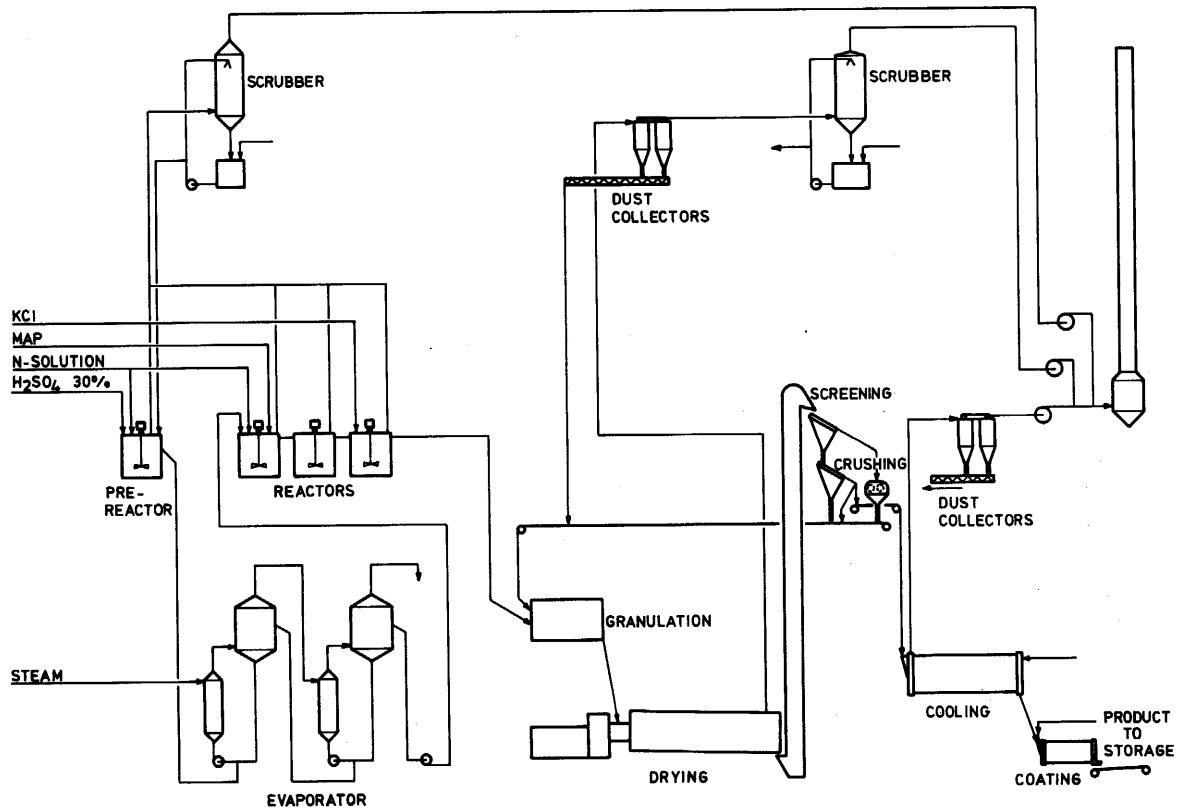 SCRUBBER
SCRUBBER
DUST
COLLECTORS
KCl
MAP
N-SOLUTION
H₂SO₄ 30%
SCREENING
CRUSHING
PRE-
REACTOR
REACTORS
DUST
COLLECTORS
GRANULATION
STEAM
COOLING
PRODUCT
TO
STORAGE
DRYING
COATING
EVAPORATOR